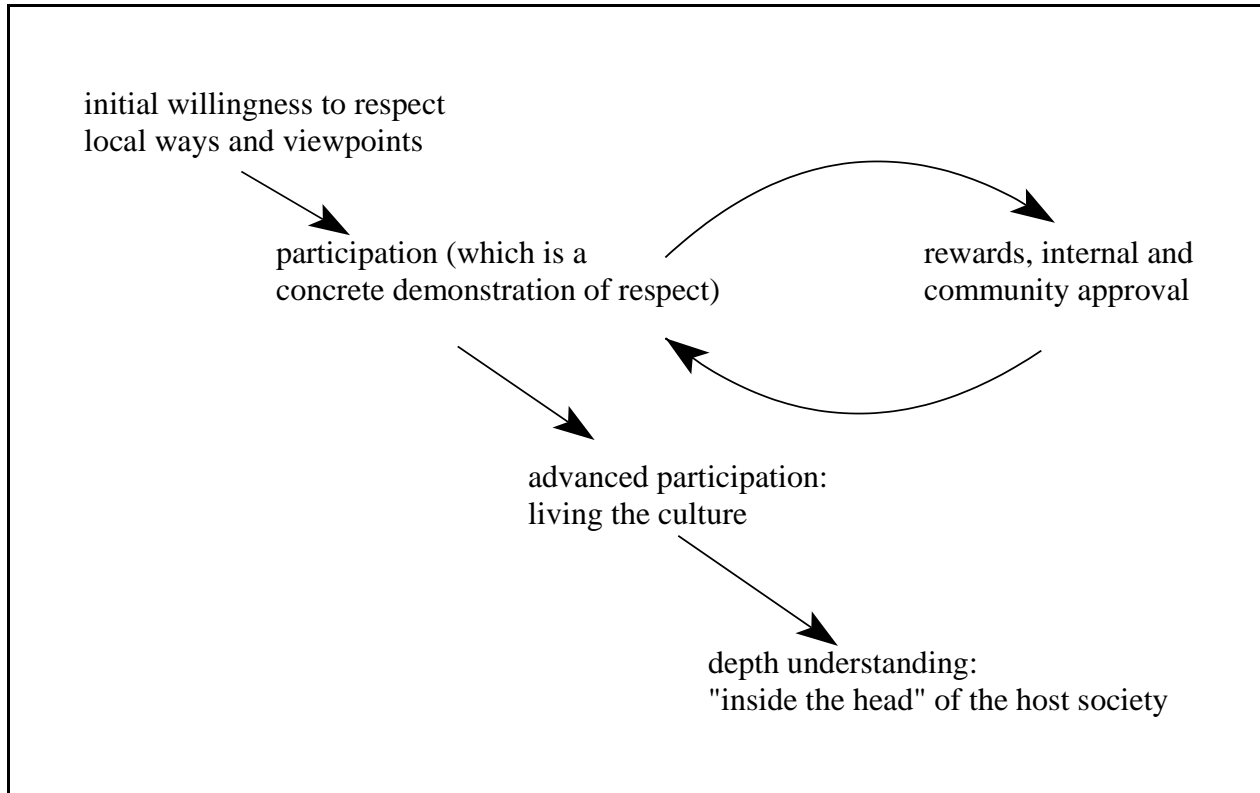 initial willingness to respect
local ways and viewpoints
participation (which is a
concrete demonstration of respect)
rewards, internal and
community approval
advanced participation:
living the culture
depth understanding:
"inside the head" of the host society